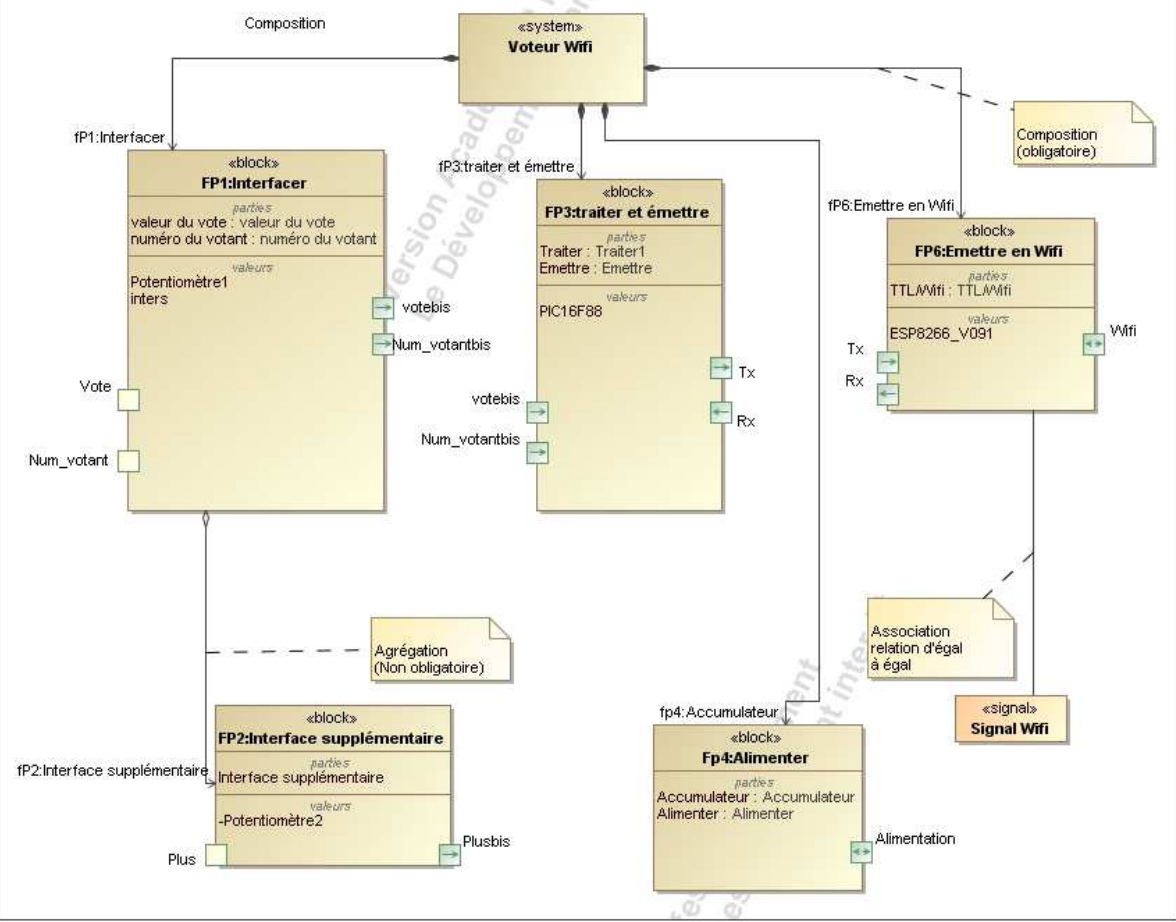 Composition
«system»
Voteur Wifi
Composition
(obligatoire)
fP1:Interfacer
«block»
FP1:Interfacer
parties
valeur du vote : valeur du vote
numéro du votant : numéro du votant
valeurs
Potentiomètre1
inters
votebis
Num_votantbis
Vote
Num_votant
fP3:traiter et émettre
«block»
FP3:traiter et émettre
parties
Traiter : Traiter1
Emettre : Emettre
valeurs
PIC16F88
Tx
Rx
votebis
Num_votantbis
fP6:Emettre en Wifi
«block»
FP6:Emettre en Wifi
parties
TTL/Wifi : TTL/Wifi
valeurs
ESP8266_V091
Wifi
Tx
Rx
Agrégation
(Non obligatoire)
Association
relation d'égal
à égal
«signal»
Signal Wifi
fP2:Interface supplémentaire
«block»
FP2:Interface supplémentaire
parties
Interface supplémentaire
valeurs
-Potentiomètre2
Plus
Plusbis
fp4:Accumulateur
«block»
Fp4:Alimenter
parties
Accumulateur : Accumulateur
Alimenter : Alimenter
Alimentation